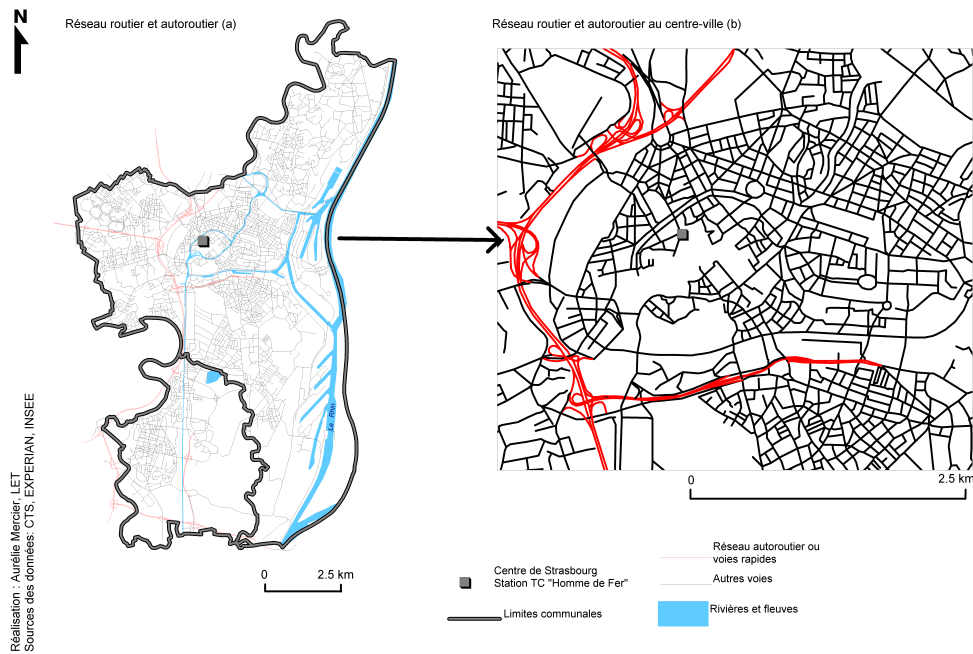 N
Réseau routier et autoroutier (a)
Réseau routier et autoroutier au centre-ville (b)
Le Rhin
0
2.5 km
0
2.5 km
Centre de Strasbourg
Station TC "Homme de Fer"
Limites communales
Réseau autoroutier ou
voies rapides
Autres voies
Rivières et fleuves
Réalisation : Aurélie Mercier, LET
Sources des données: CTS, EXPERIAN, INSEE